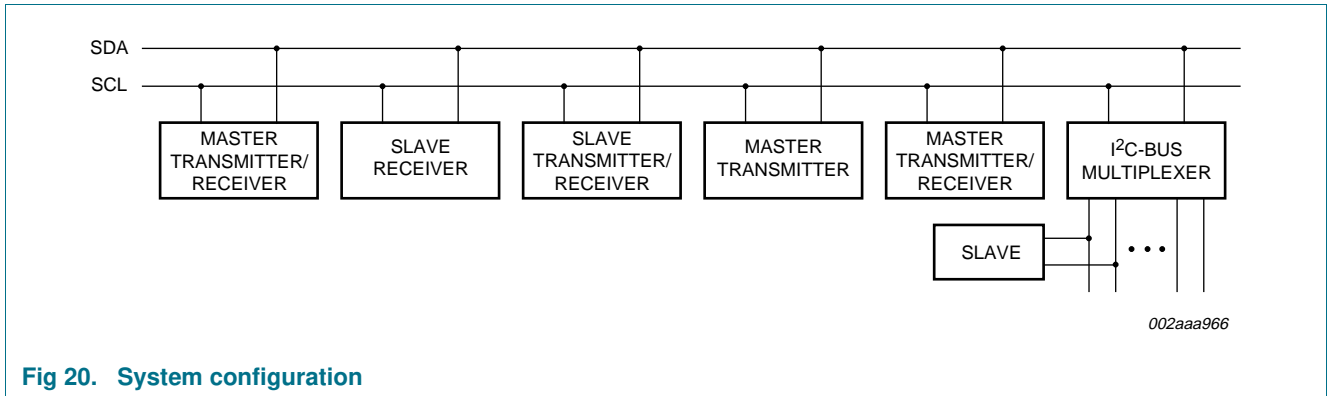 SDA
SCL
MASTER
TRANSMITTER/
RECEIVER
SLAVE
RECEIVER
SLAVE
TRANSMITTER/
RECEIVER
MASTER
TRANSMITTER
MASTER
TRANSMITTER/
RECEIVER
I²C-BUS
MULTIPLEXER
SLAVE
002aaa966
Fig 20. System configuration